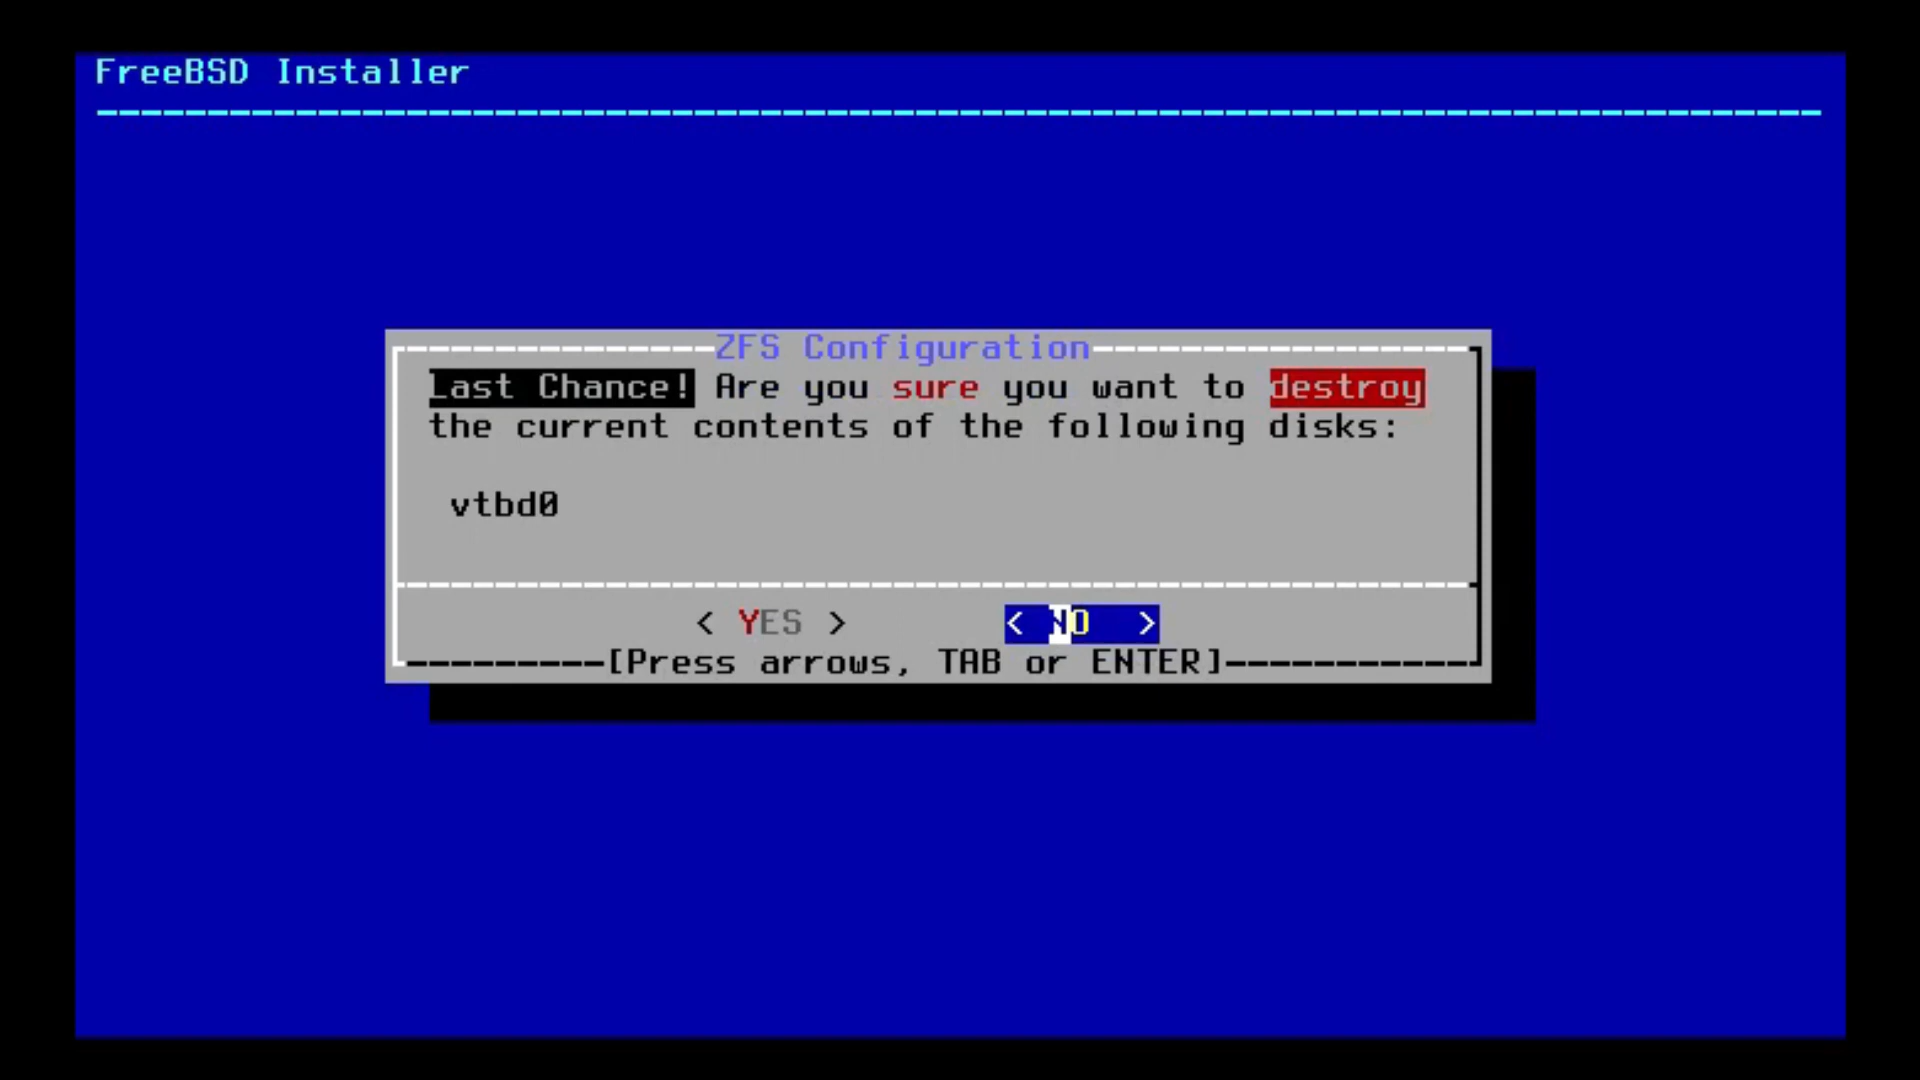 FreeBSD Installer
ZFS Configuration
Last Chance! Are you sure you want to destroy
the current contents of the following disks:
vtbd0
< YES > < NO >
[Press arrows, TAB or ENTER]